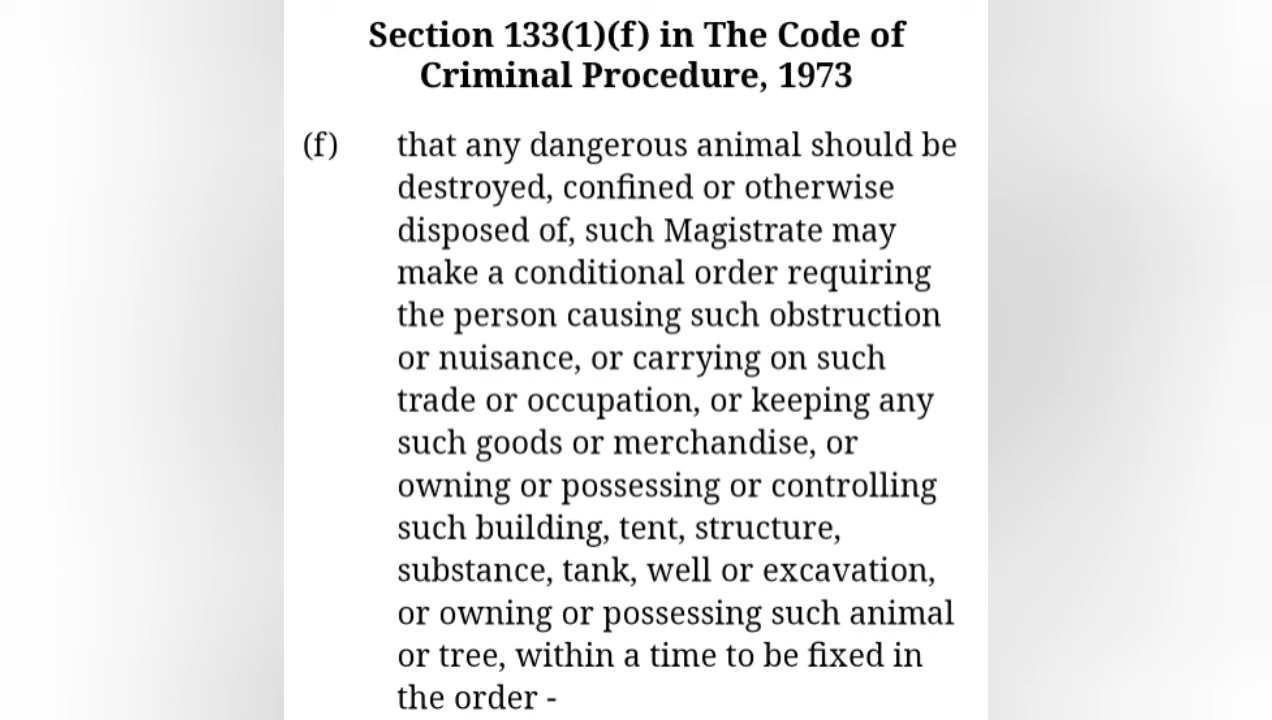 Section 133(1)(f) in The Code of
Criminal Procedure, 1973
(f) that any dangerous animal should be
destroyed, confined or otherwise
disposed of, such Magistrate may
make a conditional order requiring
the person causing such obstruction
or nuisance, or carrying on such
trade or occupation, or keeping any
such goods or merchandise, or
owning or possessing or controlling
such building, tent, structure,
substance, tank, well or excavation,
or owning or possessing such animal
or tree, within a time to be fixed in
the order -